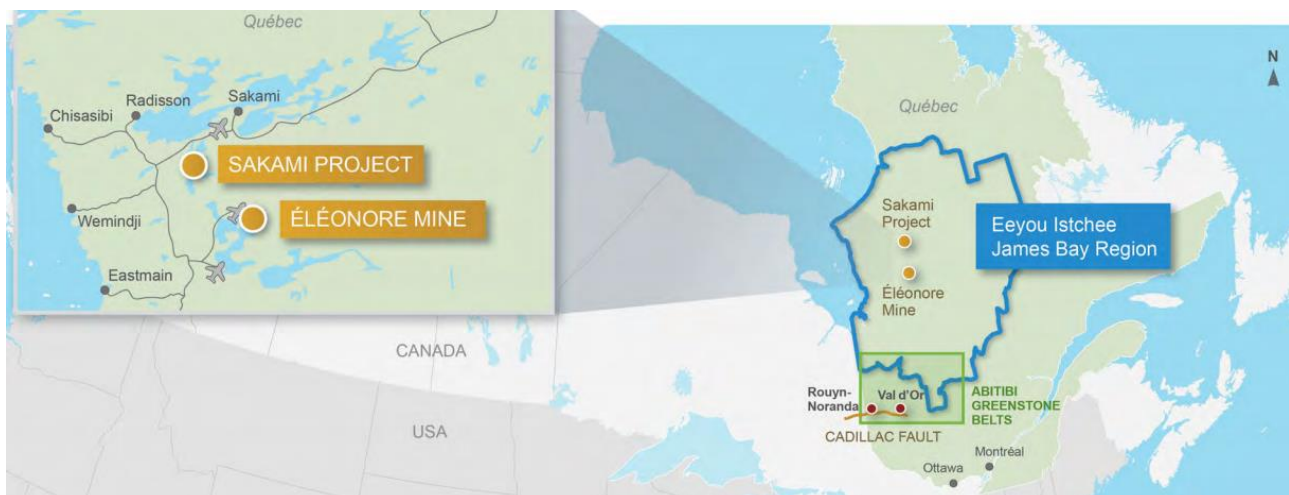 Québec
Radisson
Sakami
Chisasibi
SAKAMI PROJECT
Wemindji
ÉLÉONORE MINE
Eastmain
N
Québec
Sakami
Project
Eeyou Istchee
James Bay Region
Éléonore
Mine
CANADA
USA
Rouyn-
Noranda
Val d'Or
ABITIBI
GREENSTONE
BELTS
CADILLAC FAULT
Montréal
Ottawa